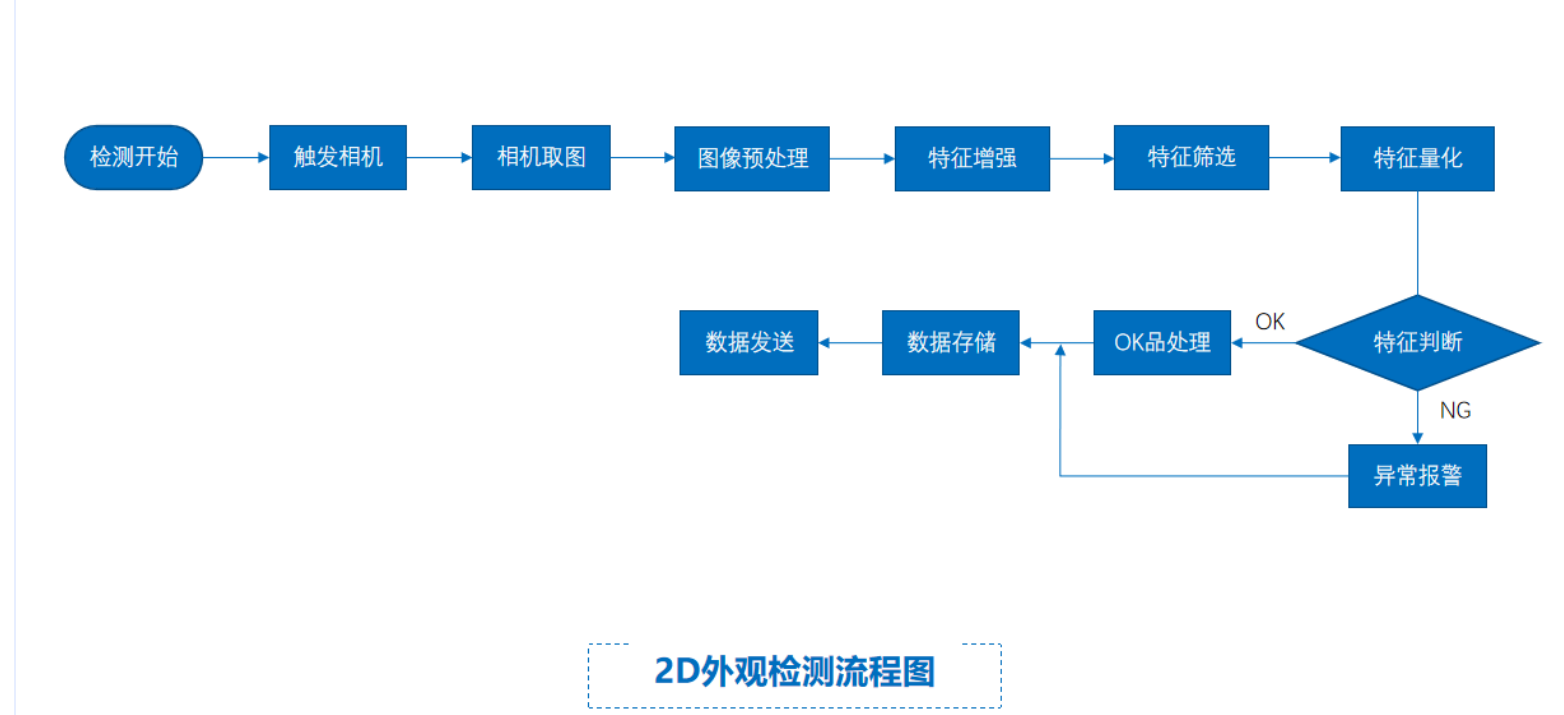 检测开始
触发相机
相机取图
图像预处理
特征增强
特征筛选
特征量化
特征判断
OK
OK品处理
数据存储
数据发送
NG
异常报警
2D外观检测流程图